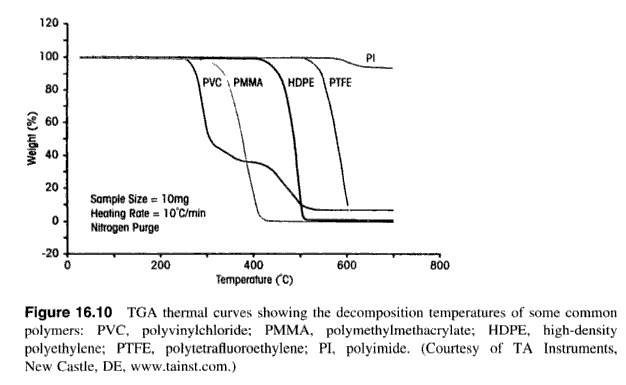 120
100
80
60
40
20
0
-20
Weight (%)
PVC
PMMA
HDPE
PTFE
PI
Sample Size = 10mg
Heating Rate = 10°C/min
Nitrogen Purge
0
200
400
600
800
Temperature (°C)
Figure 16.10 TGA thermal curves showing the decomposition temperatures of some common
polymers: PVC, polyvinylchloride; PMMA, polymethylmethacrylate; HDPE, high-density
polyethylene; PTFE, polytetrafluoroethylene; PI, polyimide. (Courtesy of TA Instruments,
New Castle, DE, www.tainst.com.)